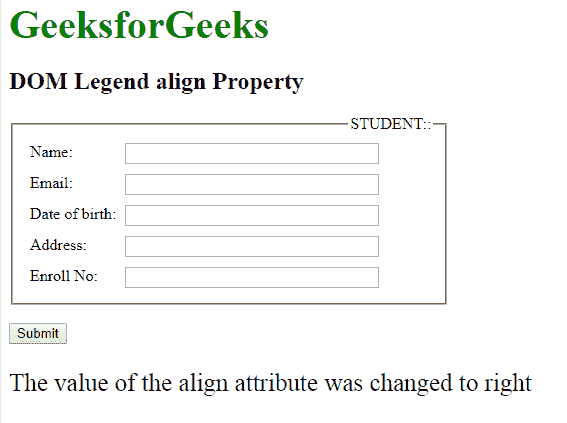 GeeksforGeeks
DOM Legend align Property
STUDENT::
Name:
Email:
Date of birth:
Address:
Enroll No:
Submit
The value of the align attribute was changed to right